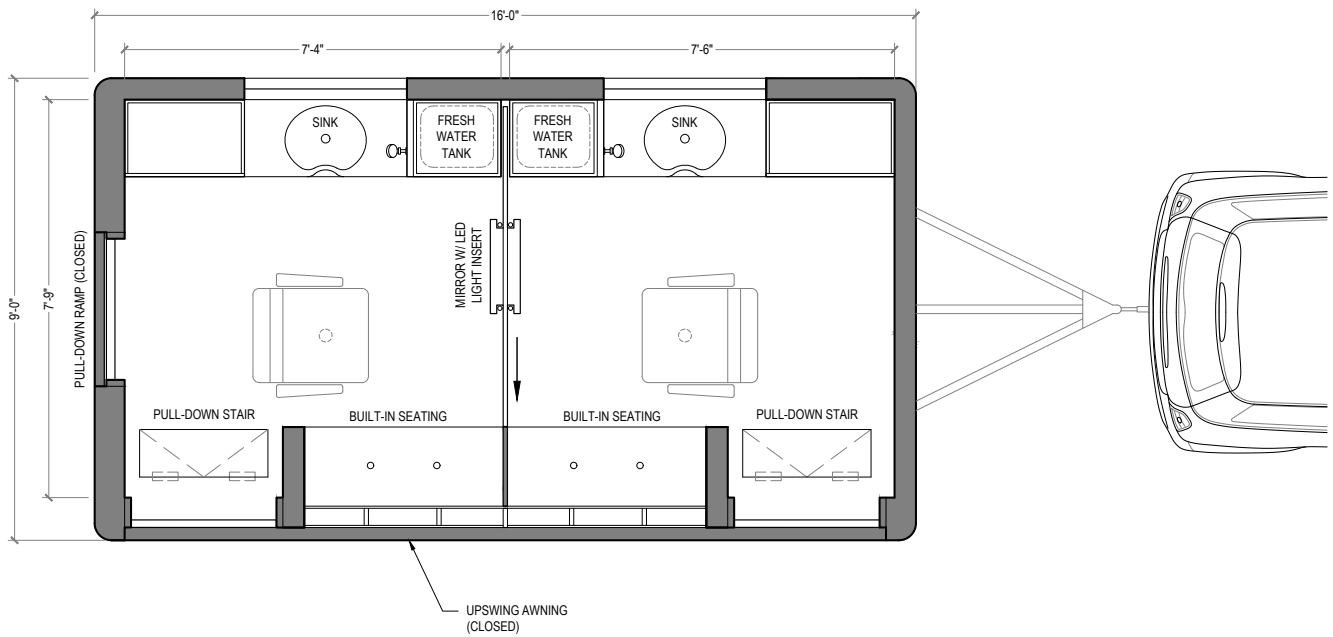 16'-0"
7'-4"
7'-6"
SINK
FRESH
WATER
TANK
FRESH
WATER
TANK
SINK
9'-0"
7'-9"
PULL-DOWN RAMP (CLOSED)
MIRROR W/ LED
LIGHT INSERT
PULL-DOWN STAIR
BUILT-IN SEATING
BUILT-IN SEATING
PULL-DOWN STAIR
UPSWING AWNING
(CLOSED)